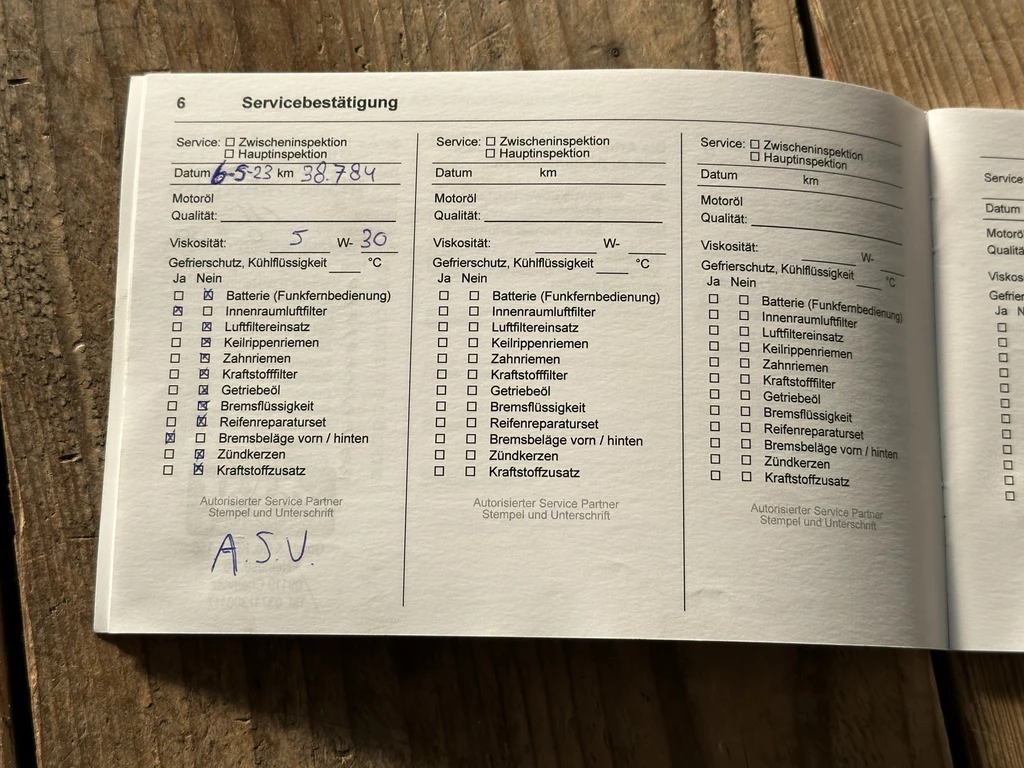 6 Servicebestätigung
Service: ☐ Zwischeninspektion
☐ Hauptinspektion
Datum 6-5-23 km 38.784
Motoröl
Qualität:
Viskosität: 5 W- 30
Gefrierschutz, Kühlflüssigkeit °C
Ja Nein
☐ ☒ Batterie (Funkfernbedienung)
☒ ☐ Innenraumluftfilter
☐ ☒ Luftfiltereinsatz
☐ ☒ Keilrippenriemen
☐ ☒ Zahnriemen
☐ ☒ Kraftstofffilter
☐ ☒ Getriebeöl
☐ ☒ Bremsflüssigkeit
☐ ☒ Reifenreparaturset
☒ ☐ Bremsbeläge vorn / hinten
☐ ☒ Zündkerzen
☐ ☒ Kraftstoffzusatz
Autorisierter Service Partner
Stempel und Unterschrift
A.S.V.
Service: ☐ Zwischeninspektion
☐ Hauptinspektion
Datum km
Motoröl
Qualität:
Viskosität: W-
Gefrierschutz, Kühlflüssigkeit °C
Ja Nein
☐ ☐ Batterie (Funkfernbedienung)
☐ ☐ Innenraumluftfilter
☐ ☐ Luftfiltereinsatz
☐ ☐ Keilrippenriemen
☐ ☐ Zahnriemen
☐ ☐ Kraftstofffilter
☐ ☐ Getriebeöl
☐ ☐ Bremsflüssigkeit
☐ ☐ Reifenreparaturset
☐ ☐ Bremsbeläge vorn / hinten
☐ ☐ Zündkerzen
☐ ☐ Kraftstoffzusatz
Autorisierter Service Partner
Stempel und Unterschrift
Service: ☐ Zwischeninspektion
☐ Hauptinspektion
Datum km
Motoröl
Qualität:
Viskosität: W-
Gefrierschutz, Kühlflüssigkeit °C
Ja Nein
☐ ☐ Batterie (Funkfernbedienung)
☐ ☐ Innenraumluftfilter
☐ ☐ Luftfiltereinsatz
☐ ☐ Keilrippenriemen
☐ ☐ Zahnriemen
☐ ☐ Kraftstofffilter
☐ ☐ Getriebeöl
☐ ☐ Bremsflüssigkeit
☐ ☐ Reifenreparaturset
☐ ☐ Bremsbeläge vorn / hinten
☐ ☐ Zündkerzen
☐ ☐ Kraftstoffzusatz
Autorisierter Service Partner
Stempel und Unterschrift
Service
Datum
Ja